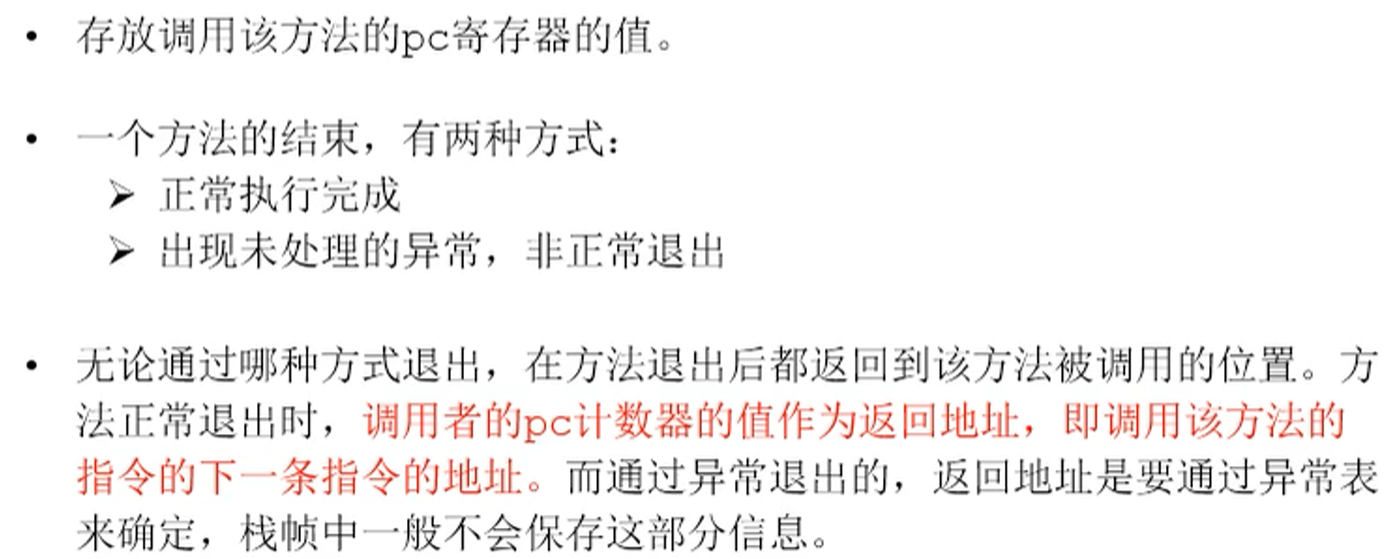 • 存放调用该方法的pc寄存器的值。
• 一个方法的结束，有两种方式：
➢ 正常执行完成
➢ 出现未处理的异常，非正常退出
• 无论通过哪种方式退出，在方法退出后都返回到该方法被调用的位置。方
法正常退出时，调用者的pc计数器的值作为返回地址，即调用该方法的
指令的下一条指令的地址。而通过异常退出的，返回地址是要通过异常表
来确定，栈帧中一般不会保存这部分信息。